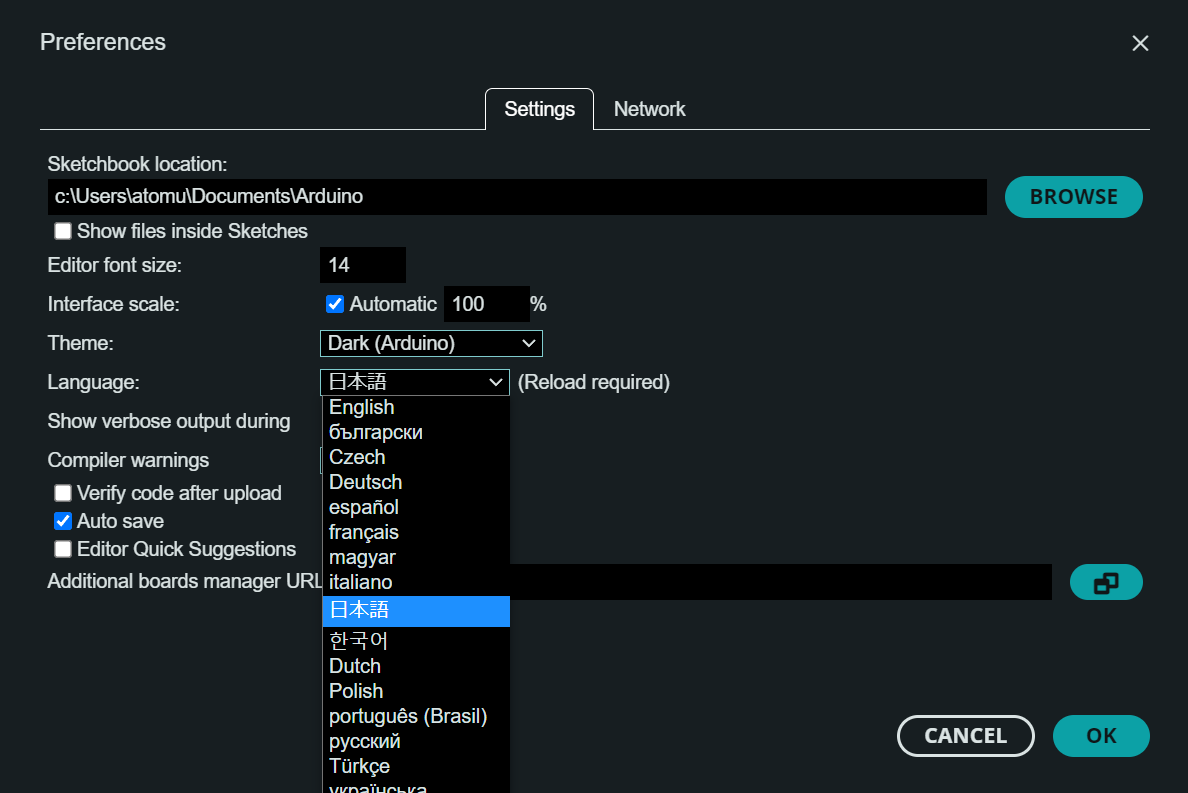 Preferences
Settings
Network
Sketchbook location:
c:\Users\atomu\Documents\Arduino
BROWSE
Show files inside Sketches
Editor font size:
14
Interface scale:
Automatic 100 %
Theme:
Dark (Arduino)
Language:
日本語
(Reload required)
English
Show verbose output during
български
Compiler warnings
Czech
Verify code after upload
Deutsch
Auto save
español
français
Editor Quick Suggestions
magyar
Additional boards manager URL
italiano
日本語
한국어
Dutch
Polish
português (Brasil)
русский
Türkçe
українська
CANCEL
OK